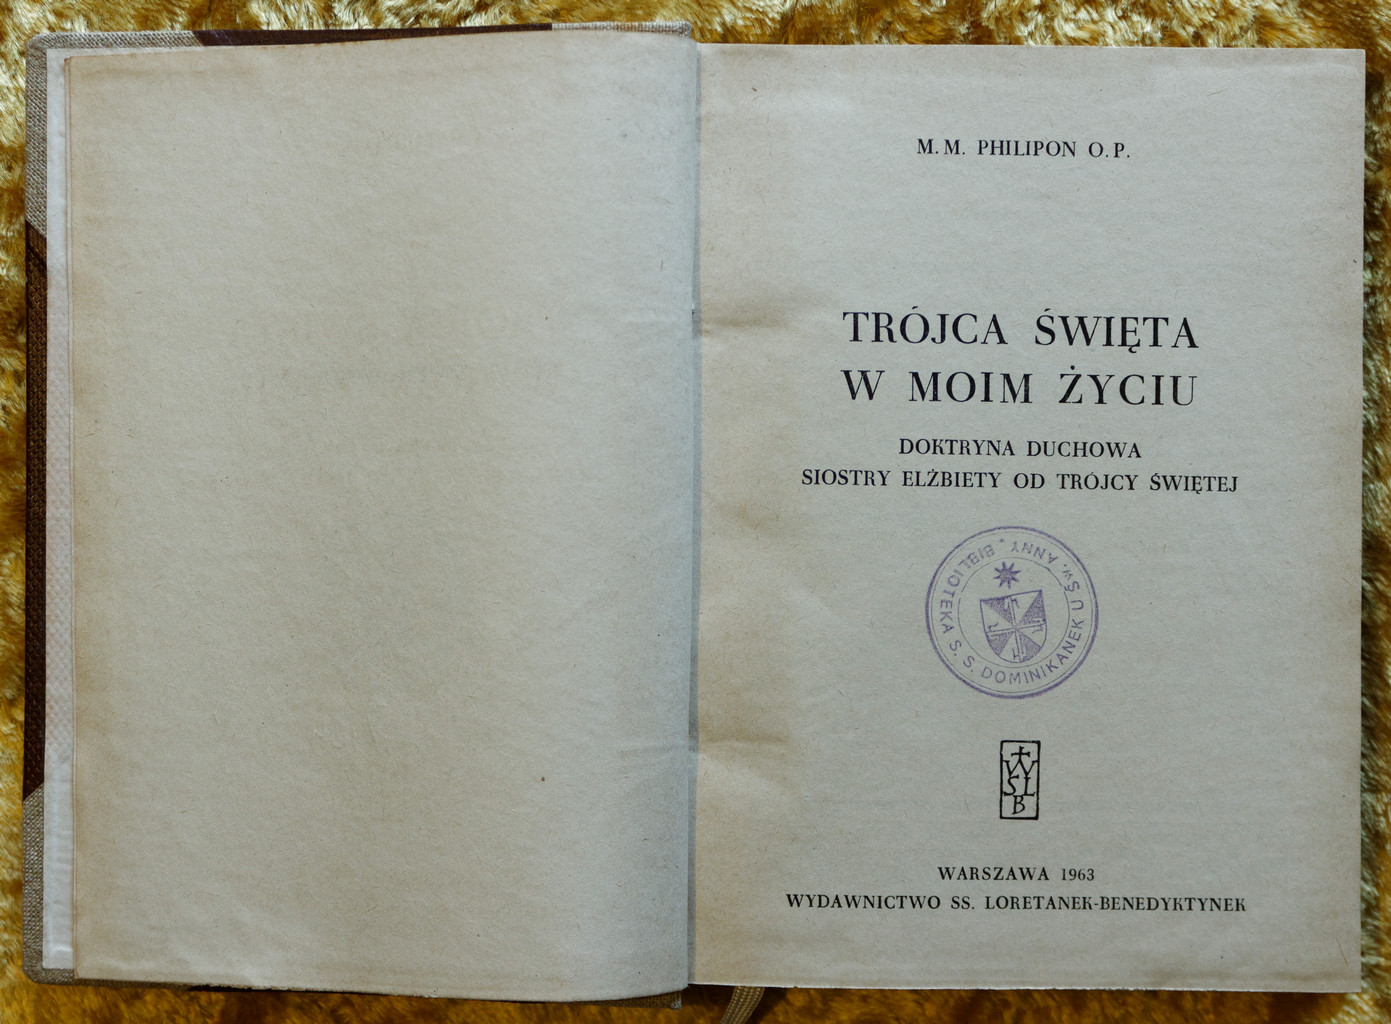 M. M. PHILIPON O. P.
TRÓJCA ŚWIĘTA
W MOIM ŻYCIU
DOKTRYNA DUCHOWA
SIOSTRY ELŻBIETY OD TRÓJCY ŚWIĘTEJ
BIBLIOTEKA S. S. DOMINIKANEK U ŚW. ANNY. *
WSLB
WARSZAWA 1963
WYDAWNICTWO SS. LORETANEK-BENEDYKTYNEK